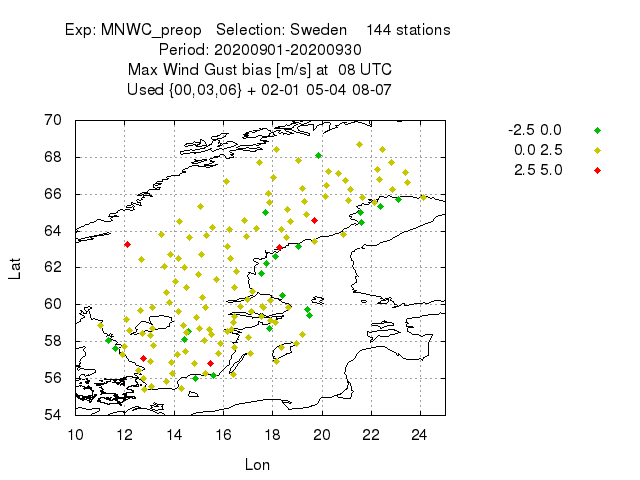 Exp: MNWC_preop Selection: Sweden 144 stations
Period: 20200901-20200930
Max Wind Gust bias [m/s] at 08 UTC
Used {00,03,06} + 02-01 05-04 08-07
-2.5 0.0
0.0 2.5
2.5 5.0
70
68
66
64
62
60
58
56
54
Lat
10 12 14 16 18 20 22 24
Lon